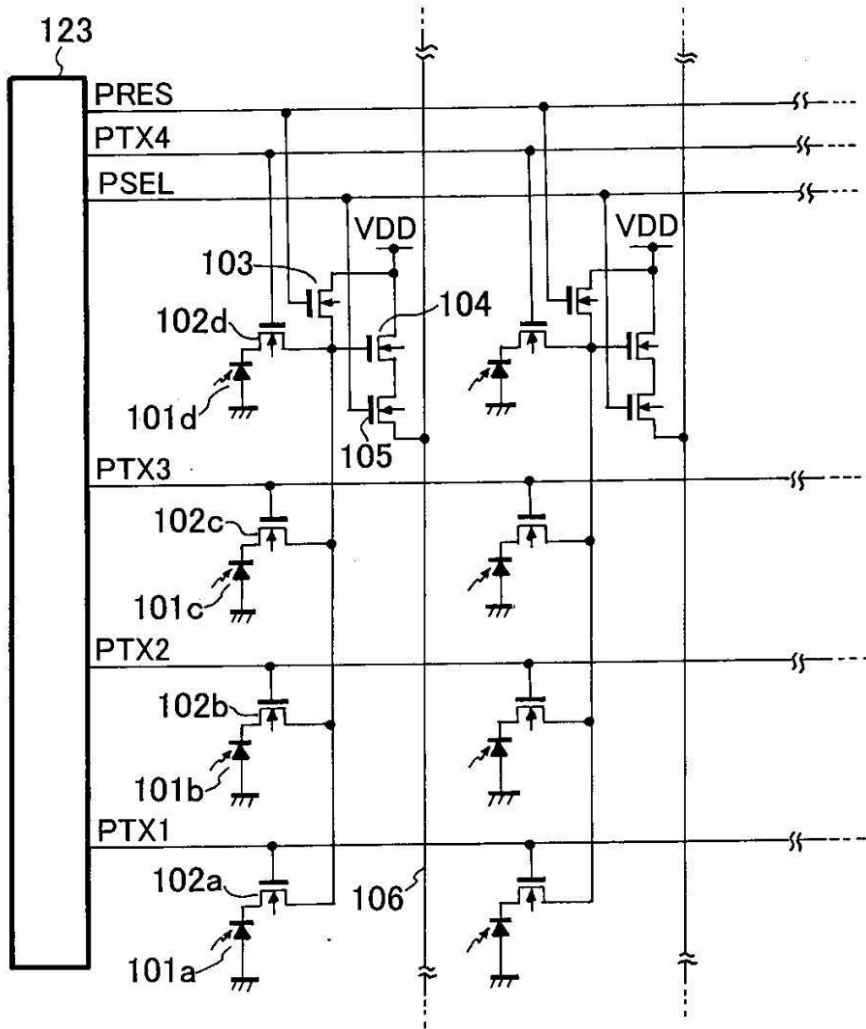 123
PRES
PTX4
PSEL
VDD
VDD
103
104
102d
101d
105
PTX3
102c
101c
PTX2
102b
101b
PTX1
102a
106
101a